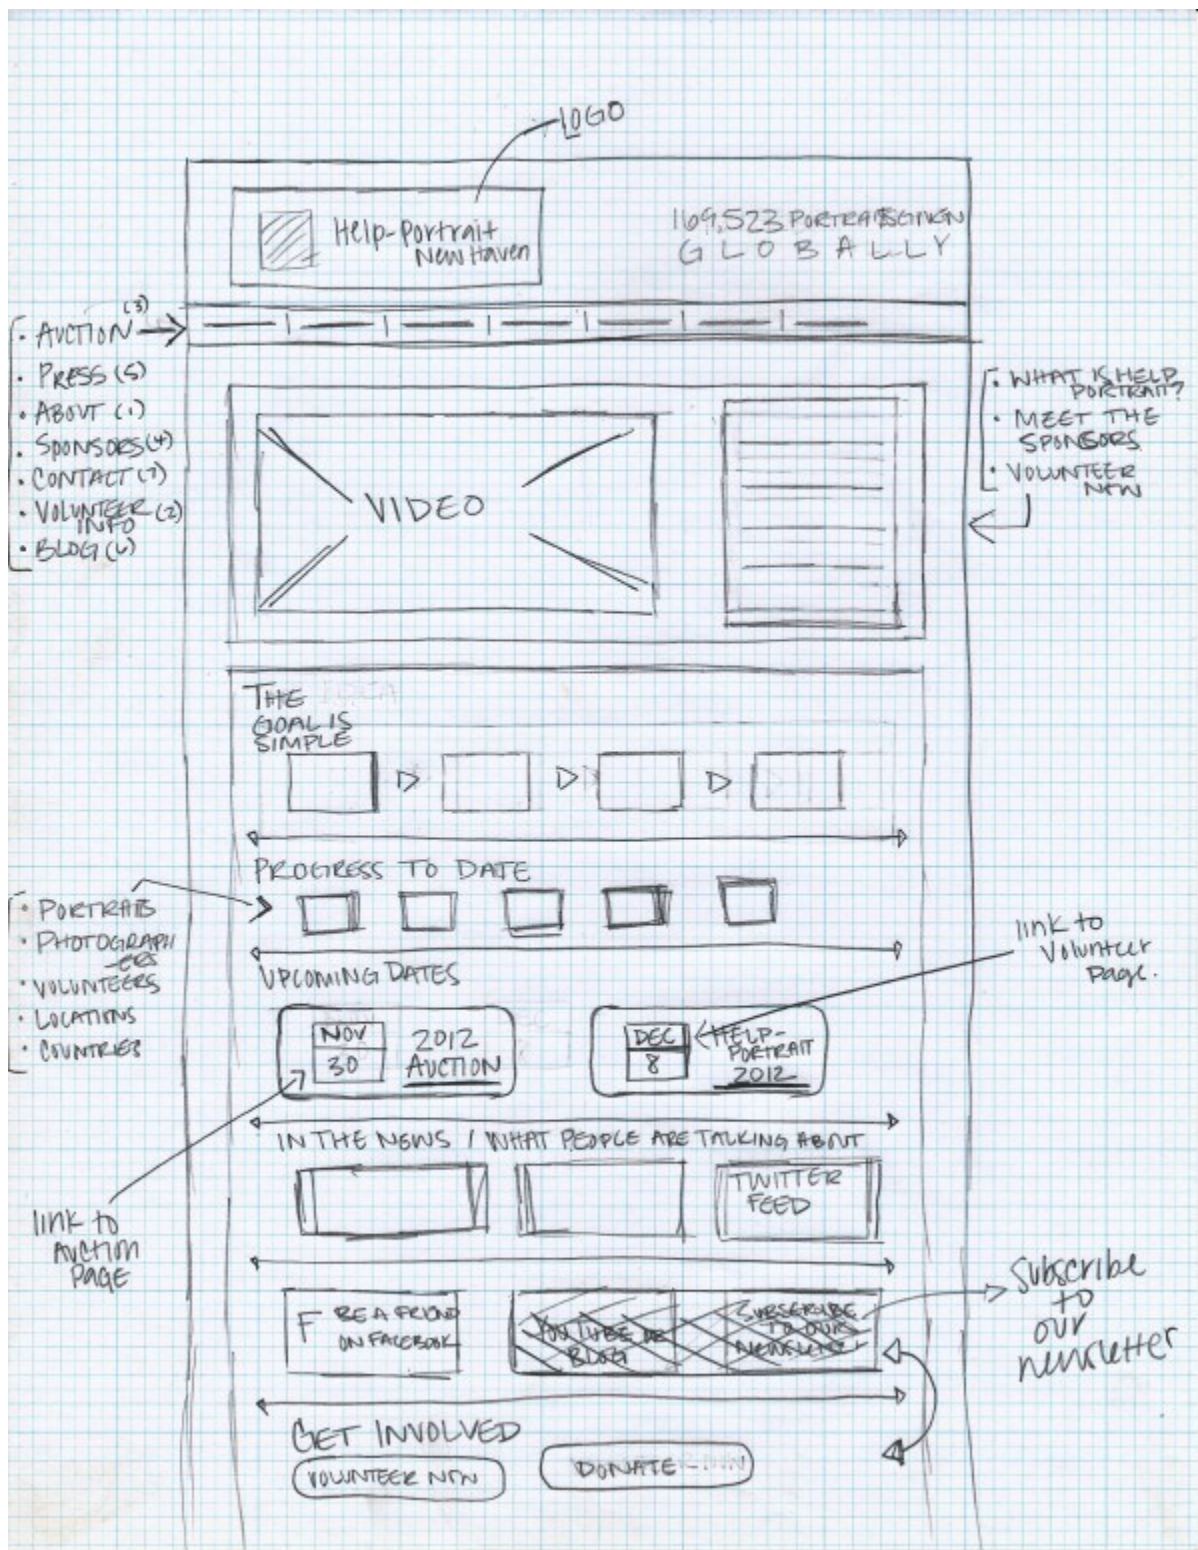 LOGO
Help-Portrait
New Haven
169,523 PORTRAITS GIVEN
GLOBALLY
(3)
• AUCTION
• PRESS (5)
• ABOUT (1)
• SPONSORS (4)
• CONTACT (7)
• VOLUNTEER (2)
INFO
• BLOG (6)
• WHAT IS HELP
PORTRAIT?
• MEET THE
SPONSORS
• VOLUNTEER
NOW
VIDEO
THE
GOAL IS
SIMPLE
PROGRESS TO DATE
• PORTRAITS
• PHOTOGRAPH
-ERS
• VOLUNTEERS
• LOCATIONS
• COUNTRIES
UPCOMING DATES
link to
Volunteer
page.
NOV
30
2012
AUCTION
DEC
8
HELP-
PORTRAIT
2012
link to
AUCTION
PAGE
IN THE NEWS / WHAT PEOPLE ARE TALKING ABOUT
TWITTER
FEED
F BE A FRIEND
ON FACEBOOK
YOUTUBE OR
BLOG
SUBSCRIBE
TO OUR
NEWSLETTER
Subscribe
to
our
newsletter
GET INVOLVED
VOLUNTEER NOW
DONATE